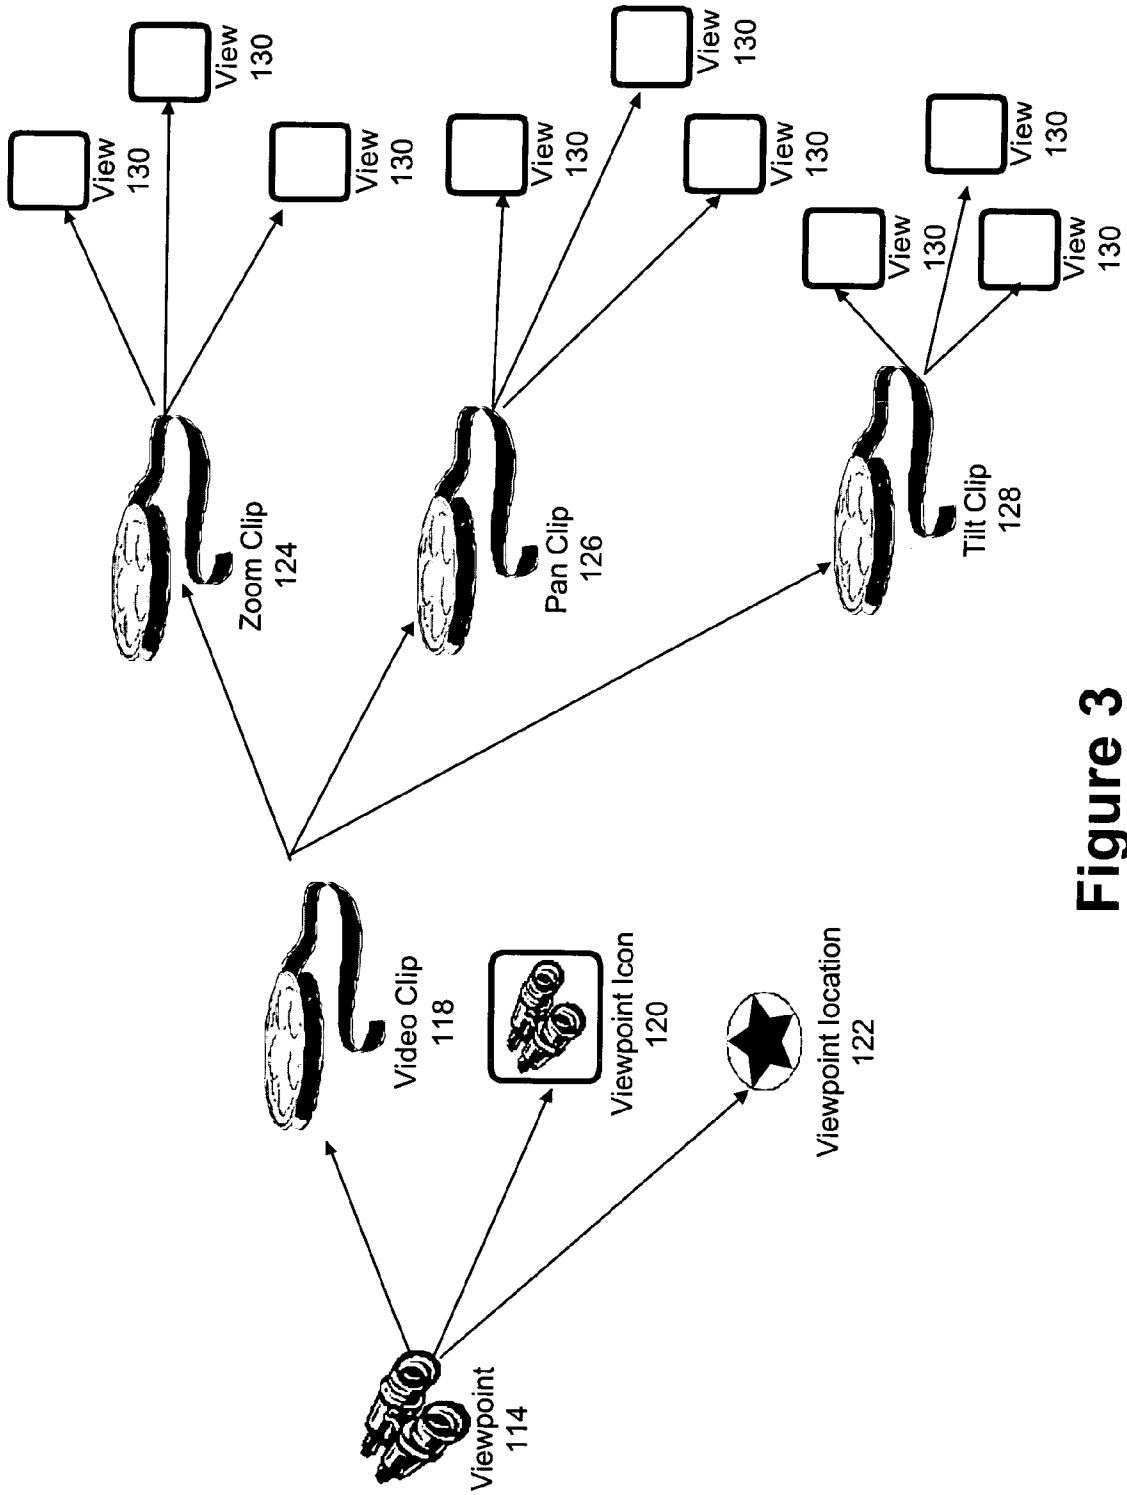 Viewpoint
114
Video Clip
118
Viewpoint Icon
120
Viewpoint location
122
Zoom Clip
124
Pan Clip
126
Tilt Clip
128
View
130
View
130
View
130
View
130
View
130
View
130
View
130
View
130
View
130
Figure 3